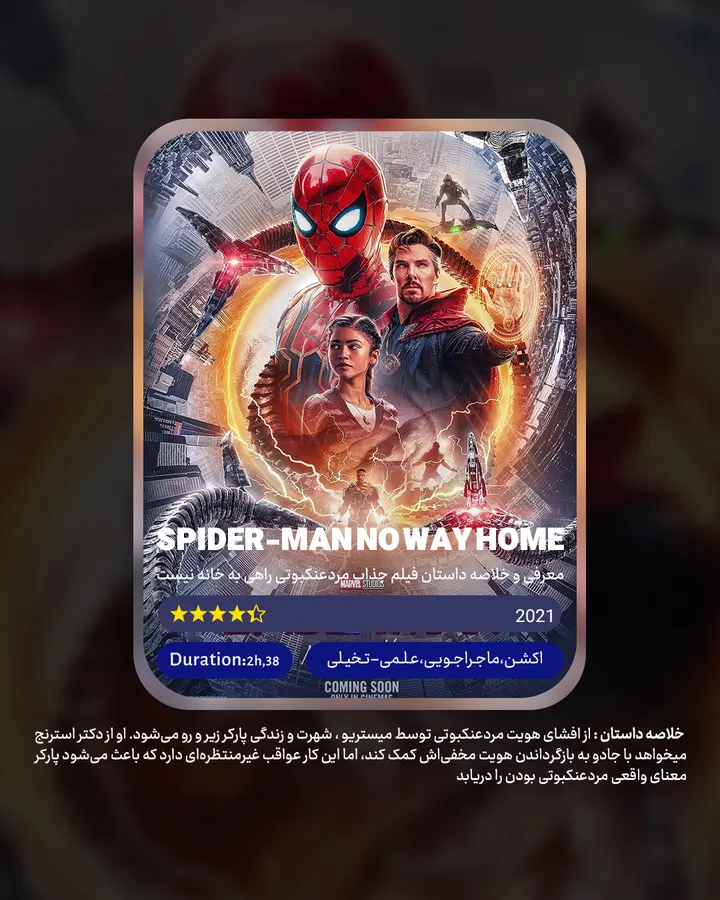 SPIDER-MAN NO WAY HOME
معرفی و خلاصه داستان فیلم جذاب مردعنکبوتی راهی به خانه نیست
MARVEL STUDIOS
2021
Duration:2h,38
/
اکشن،ماجراجویی،علمی-تخیلی
COMING SOON
ONLY IN CINEMAS
خلاصه داستان : از افشای هویت مردعنکبوتی توسط میستریو ، شهرت و زندگی پارکر زیر و رو می‌شود. او از دکتر استرنج
میخواهد با جادو به بازگرداندن هویت مخفی‌اش کمک کند، اما این کار عواقب غیرمنتظره‌ای دارد که باعث می‌شود پارکر
معنای واقعی مردعنکبوتی بودن را دریابد